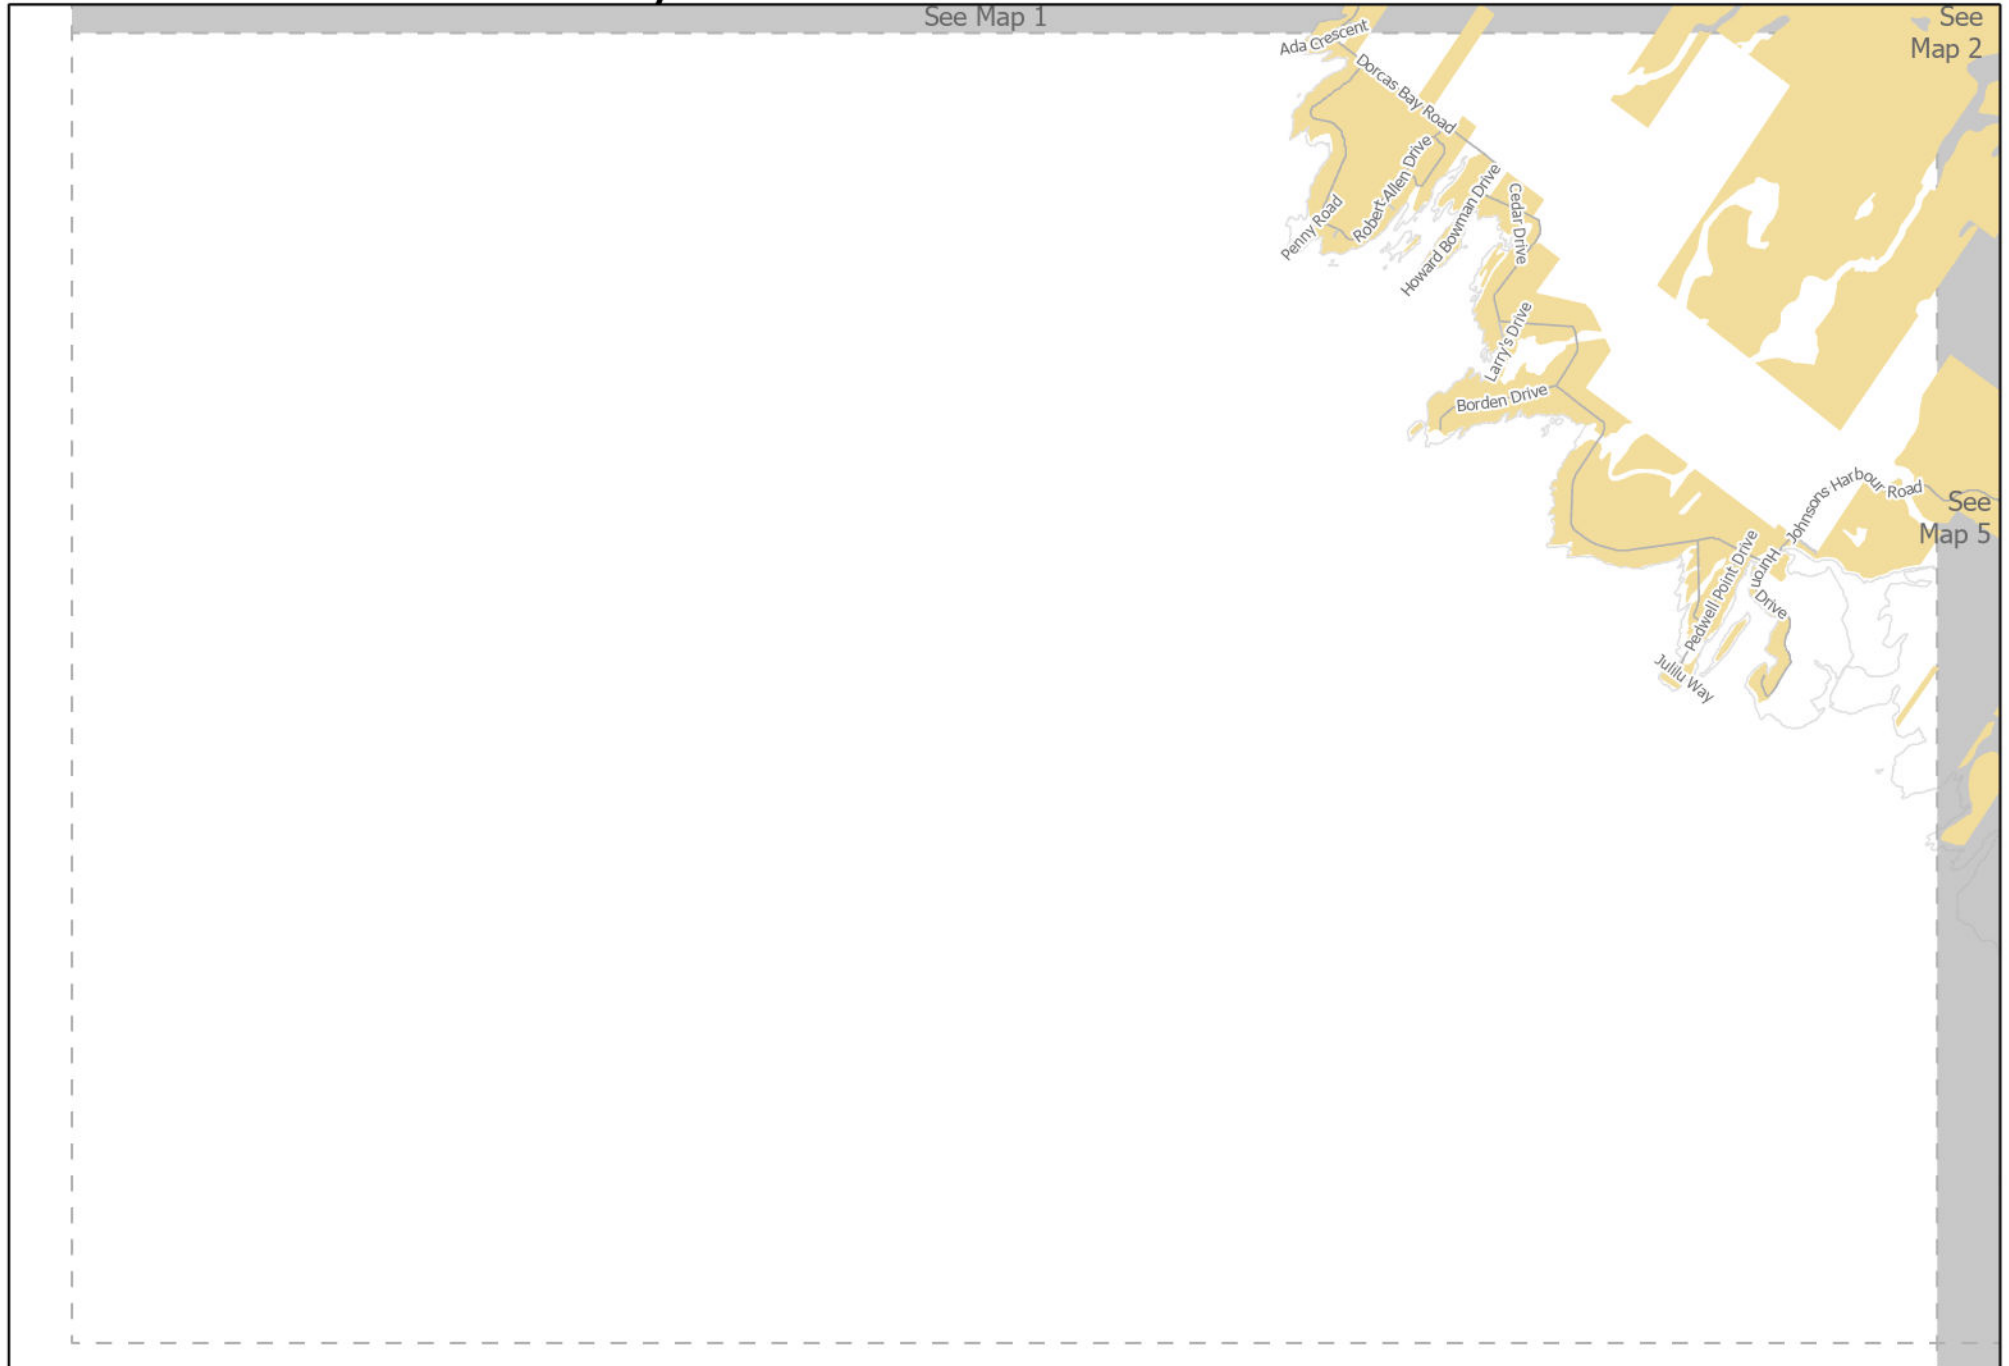 See Map 1
See
Map 2
Ada Crescent
Dorcas Bay Road
Robert Allen Drive
Penny Road
Howard Bowman Drive
Cedar Drive
Larry's Drive
Borden Drive
Johnsons Harbour Road
See
Map 5
Pedwell Point Drive
Huron
Drive
Julilu Way